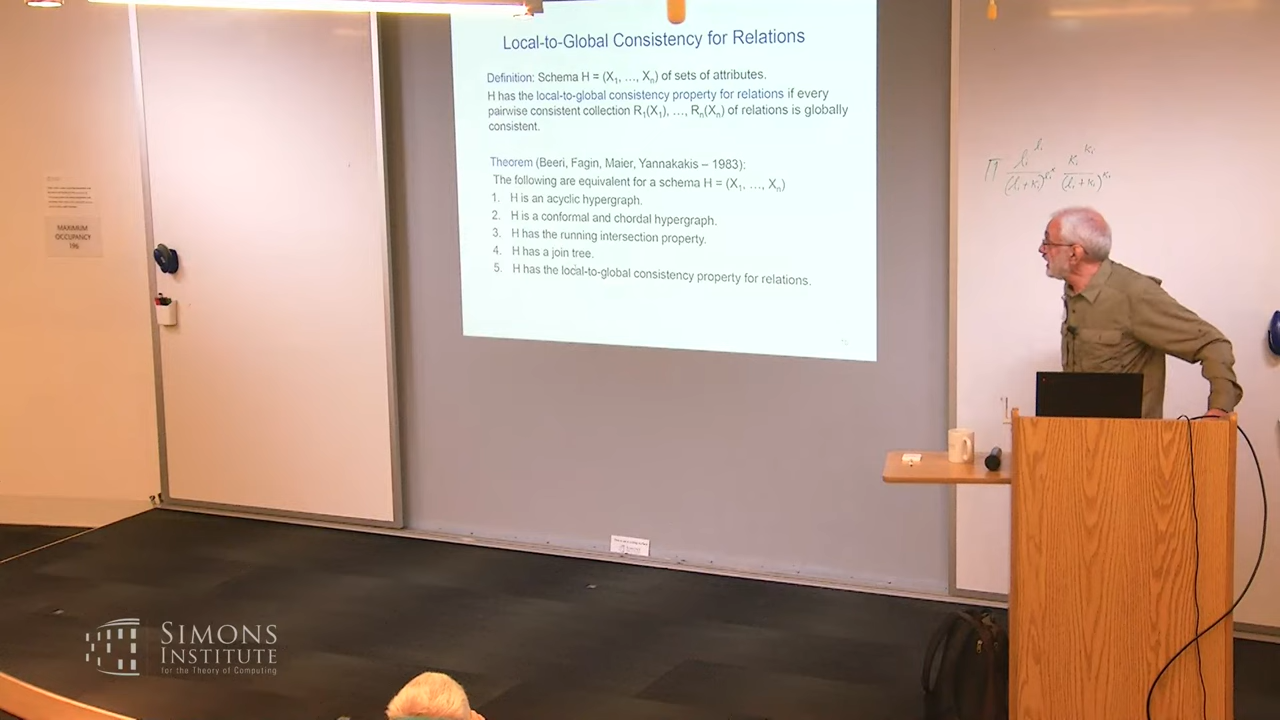 Local-to-Global Consistency for Relations
Definition: Schema H = (X1, …, Xn) of sets of attributes.
H has the local-to-global consistency property for relations if every
pairwise consistent collection R1(X1), …, Rn(Xn) of relations is globally
consistent.
Theorem (Beeri, Fagin, Maier, Yannakakis – 1983):
The following are equivalent for a schema H = (X1, …, Xn)
1. H is an acyclic hypergraph.
2. H is a conformal and chordal hypergraph.
3. H has the running intersection property.
4. H has a join tree.
5. H has the local-to-global consistency property for relations.
MAXIMUM
OCCUPANCY
196
SIMONS
INSTITUTE
for the Theory of Computing